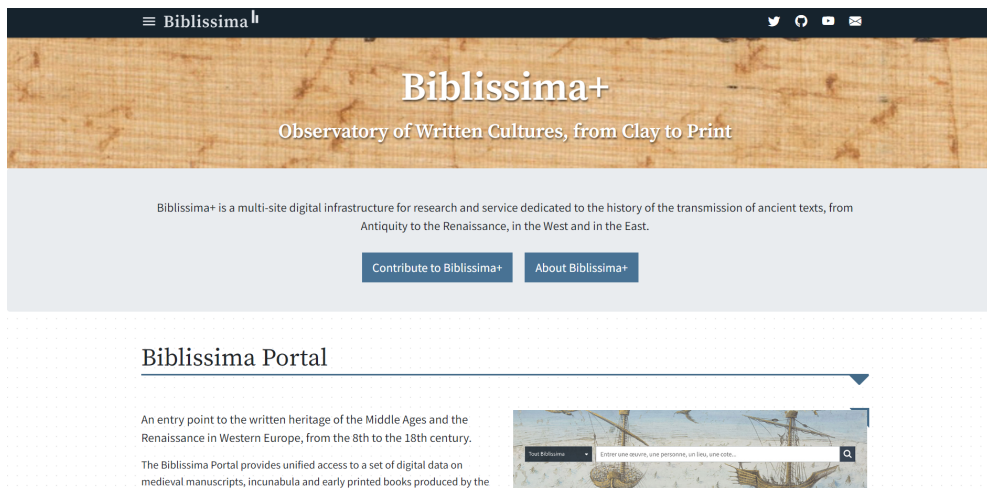 Biblissima
Biblissima+
Observatory of Written Cultures, from Clay to Print
Biblissima+ is a multi-site digital infrastructure for research and service dedicated to the history of the transmission of ancient texts, from
Antiquity to the Renaissance, in the West and in the East.
Contribute to Biblissima+
About Biblissima+
Biblissima Portal
An entry point to the written heritage of the Middle Ages and the
Renaissance in Western Europe, from the 8th to the 18th century.
The Biblissima Portal provides unified access to a set of digital data on
medieval manuscripts, incunabula and early printed books produced by the
Tout Biblissima
Entrer une œuvre, une personne, un lieu, une cote...